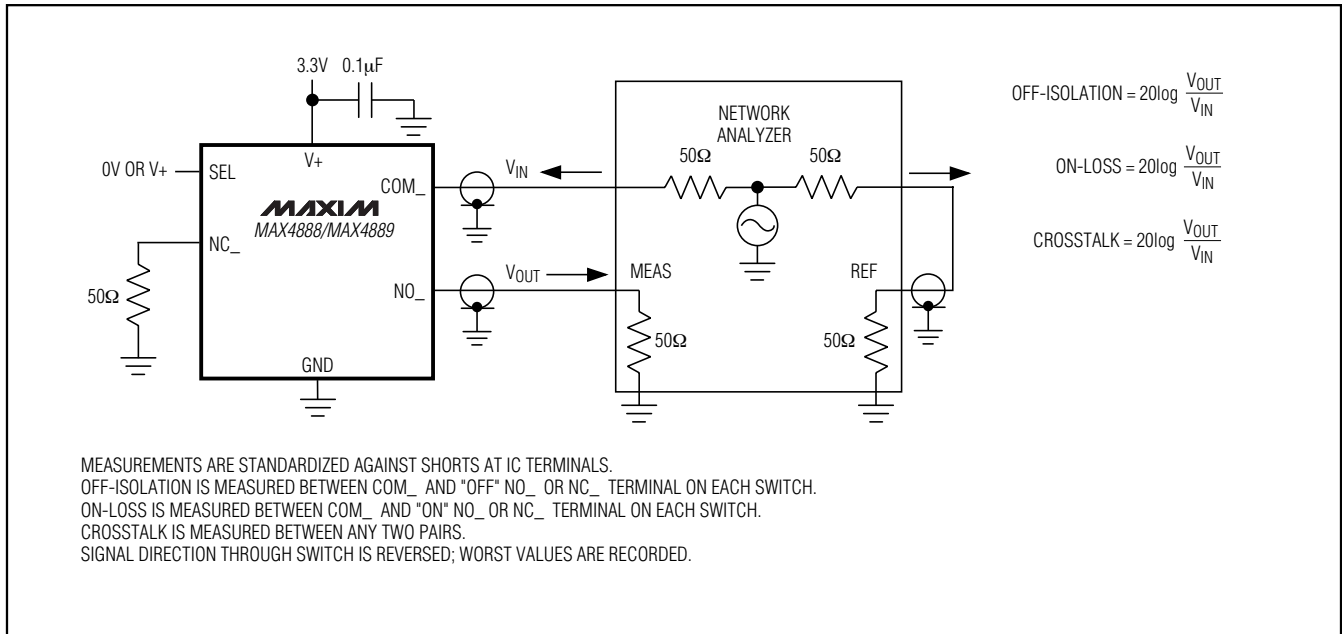 3.3V 0.1μF
NETWORK
ANALYZER
50Ω 50Ω
OFF-ISOLATION = 20log VOUT
VIN
0V OR V+
SEL
V+
COM_
VIN
ON-LOSS = 20log VOUT
VIN
MAXIM
MAX4888/MAX4889
NC_
CROSSTALK = 20log VOUT
VIN
50Ω
NO_
VOUT
MEAS
REF
50Ω
50Ω
GND
MEASUREMENTS ARE STANDARDIZED AGAINST SHORTS AT IC TERMINALS.
OFF-ISOLATION IS MEASURED BETWEEN COM_ AND "OFF" NO_ OR NC_ TERMINAL ON EACH SWITCH.
ON-LOSS IS MEASURED BETWEEN COM_ AND "ON" NO_ OR NC_ TERMINAL ON EACH SWITCH.
CROSSTALK IS MEASURED BETWEEN ANY TWO PAIRS.
SIGNAL DIRECTION THROUGH SWITCH IS REVERSED; WORST VALUES ARE RECORDED.